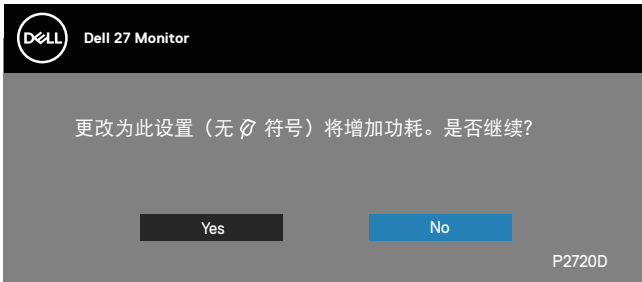 DELL
Dell 27 Monitor
更改为此设置（无 符号）将增加功耗。是否继续?
Yes
No
P2720D